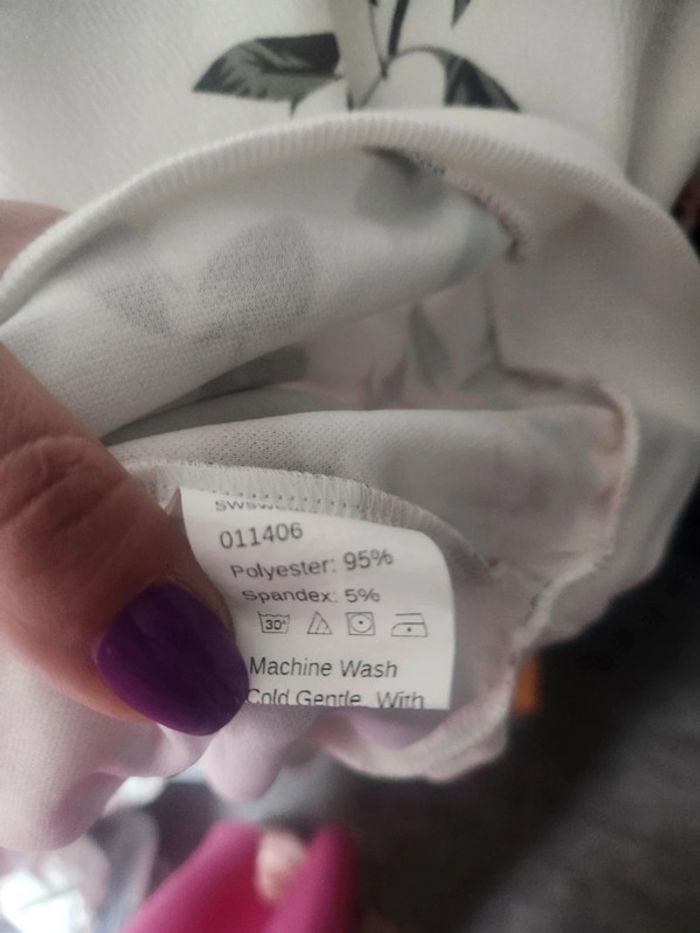 011406
Polyester: 95%
Spandex: 5%
30°
Machine Wash
Cold Gentle, With